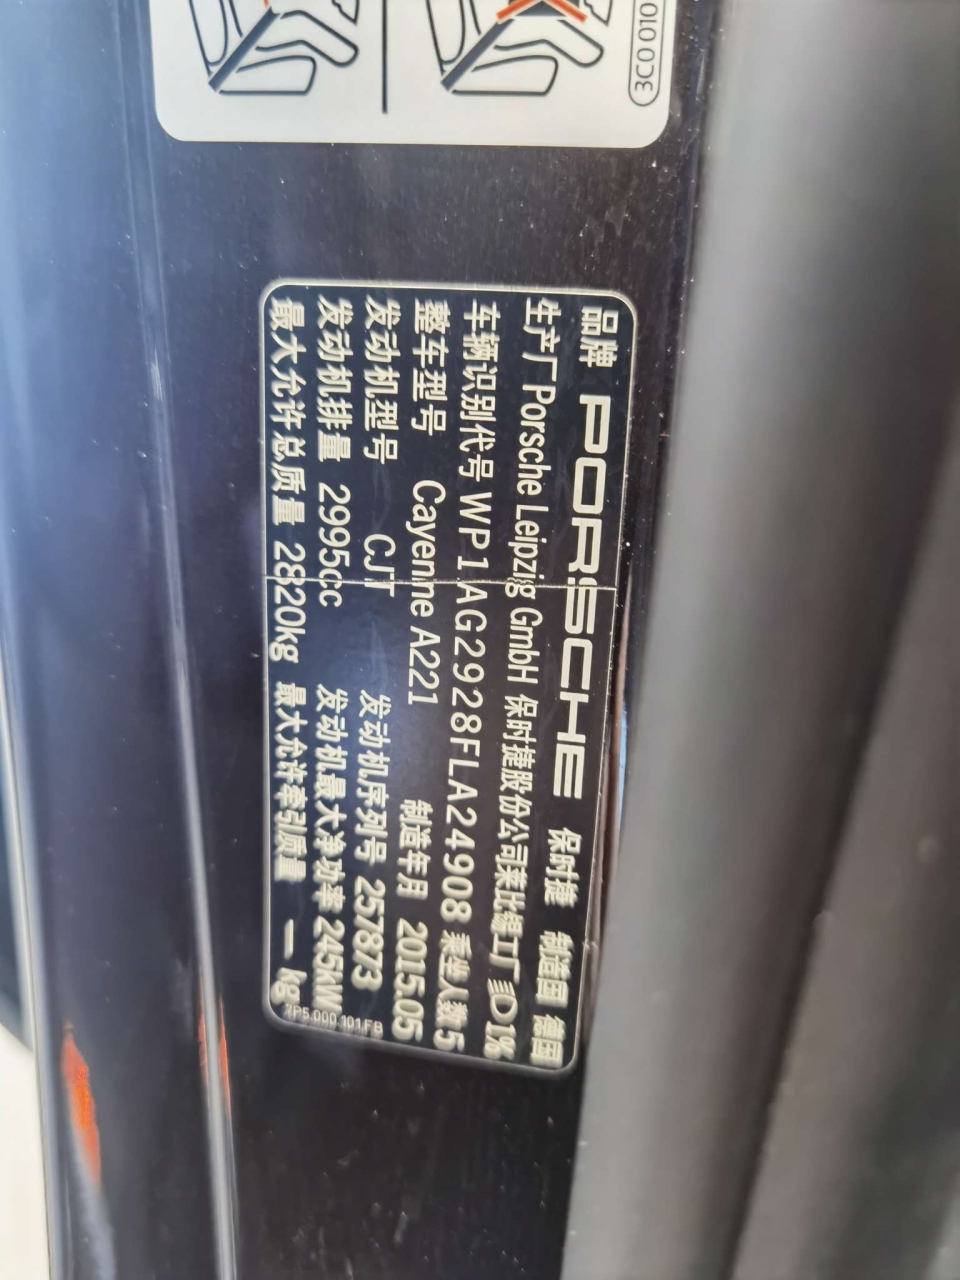 3C0 010
品牌 PORSCHE 保时捷 制造国 德国
生产厂 Porsche Leipzig GmbH 保时捷股份公司莱比锡工厂 1%
车辆识别代号 WP1AG2928FLA24908 乘坐人数 5
整车型号 Cayenne A221 制造年月 2015.05
发动机型号 CJT 发动机序列号 257873
发动机排量 2995cc 发动机最大净功率 245kW
最大允许总质量 2820kg 最大允许牵引质量 — kg
7P5.000.101.FB